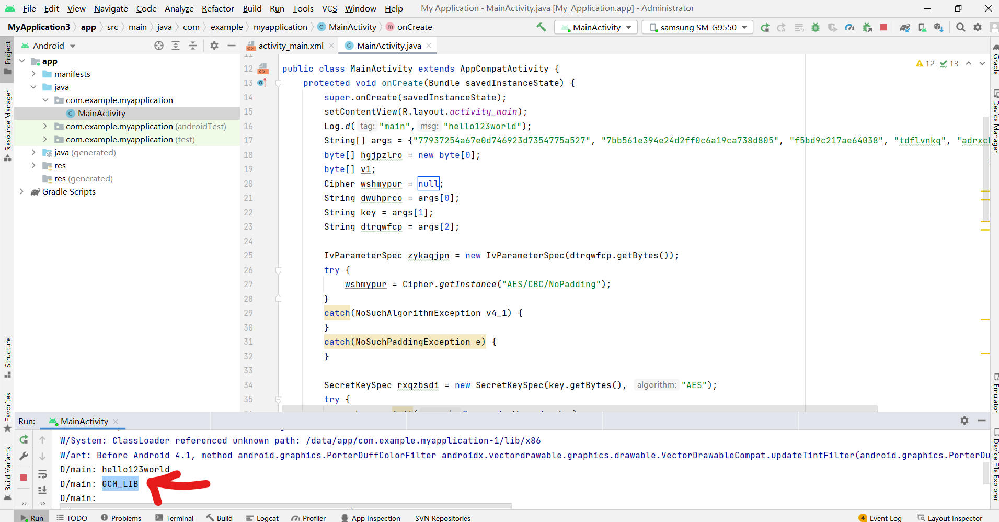 File Edit View Navigate Code Analyze Refactor Build Run Tools VCS Window Help My Application - MainActivity.java [My_Application.app] - Administrator
MyApplication3 app src main java com example myapplication MainActivity onCreate MainActivity samsung SM-G9550
Android
activity_main.xml MainActivity.java
Project
Resource Manager
Structure
Favorites
Build Variants
app
manifests
java
com.example.myapplication
MainActivity
com.example.myapplication (androidTest)
com.example.myapplication (test)
java (generated)
res
res (generated)
Gradle Scripts
12 13
11
12 public class MainActivity extends AppCompatActivity {
13 protected void onCreate(Bundle savedInstanceState) {
14 super.onCreate(savedInstanceState);
15 setContentView(R.layout.activity_main);
16 Log.d( tag: "main", msg: "hello123world");
17 String[] args = {"77937254a67e0d746923d7354775a527", "7bb561e394e24d2ff0c6a19ca738d805", "f5bd9c217ae64038", "tdflvnkq", "adrxc
18 byte[] hgjpzlro = new byte[0];
19 byte[] v1;
20 Cipher wshmypur = null;
21 String dwuhprco = args[0];
22 String key = args[1];
23 String dtrqwfcp = args[2];
24
25 IvParameterSpec zykaqjpn = new IvParameterSpec(dtrqwfcp.getBytes());
26 try {
27 wshmypur = Cipher.getInstance("AES/CBC/NoPadding");
28 }
29 catch(NoSuchAlgorithmException v4_1) {
30 }
31 catch(NoSuchPaddingException e) {
32 }
33
34 SecretKeySpec rxqzbsdi = new SecretKeySpec(key.getBytes(), algorithm: "AES");
35 try {
Gradle
Device Manager
Emulator
Device File Explorer
Run: MainActivity
W/System: ClassLoader referenced unknown path: /data/app/com.example.myapplication-1/lib/x86
W/art: Before Android 4.1, method android.graphics.PorterDuffColorFilter androidx.vectordrawable.graphics.drawable.VectorDrawableCompat.updateTintFilter(android.graphics.PorterDu
D/main: hello123world
D/main: GCM_LIB
D/main:
Run TODO Problems Terminal Build Logcat Profiler App Inspection SVN Repositories 4 Event Log Layout Inspector